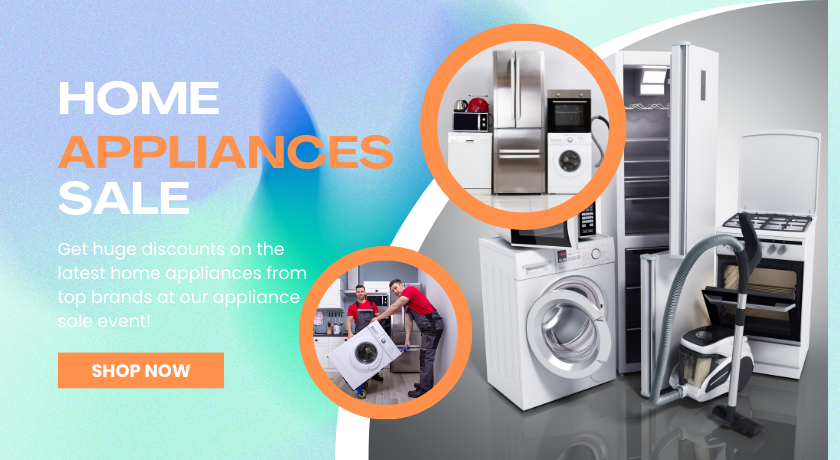 HOME
APPLIANCES
SALE
Get huge discounts on the
latest home appliances from
top brands at our appliance
sale event!
SHOP NOW